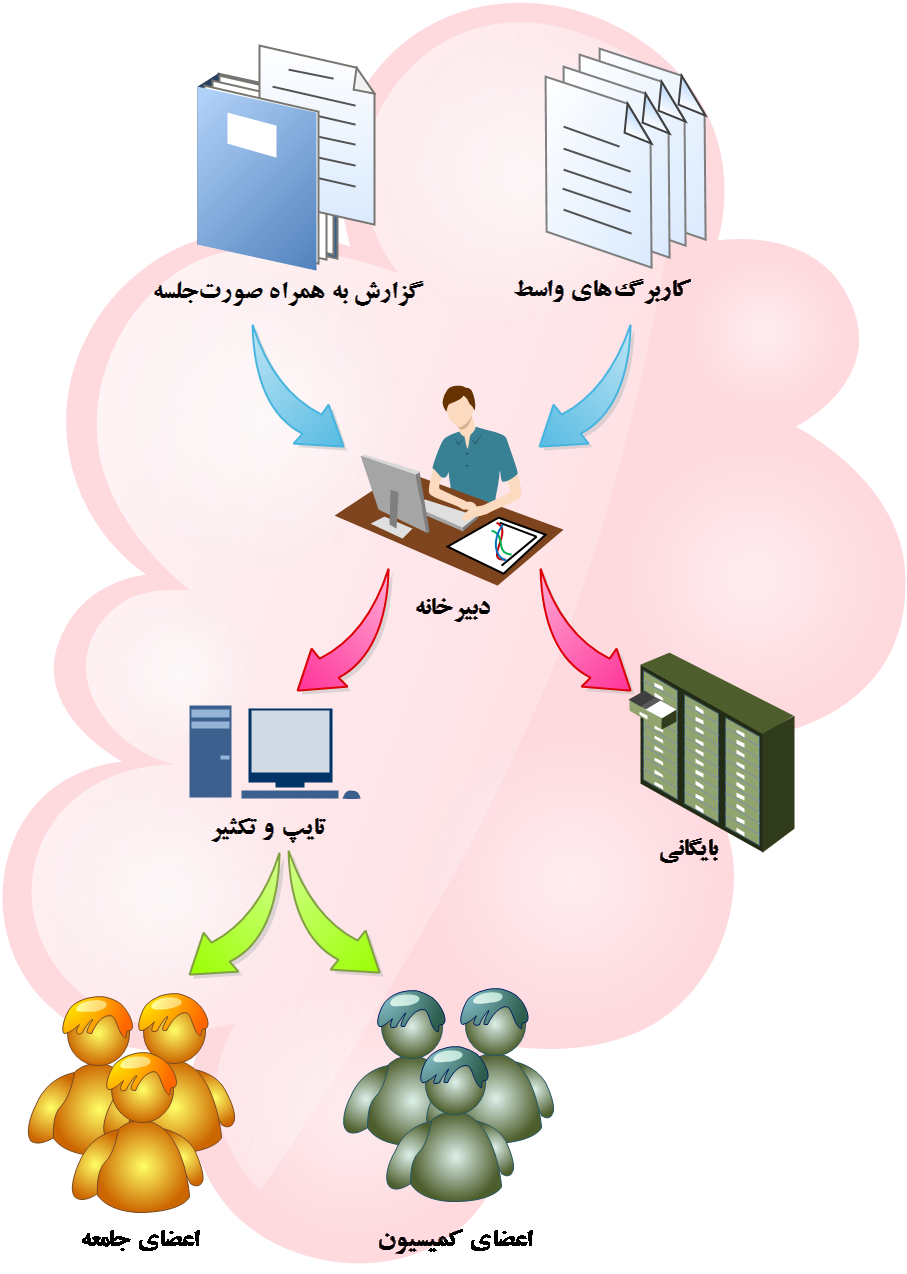 کاربرگ‌های واسط
گزارش به همراه صورت‌جلسه
دبیرخانه
تایپ و تکثیر
بایگانی
اعضای کمیسیون
اعضای جامعه